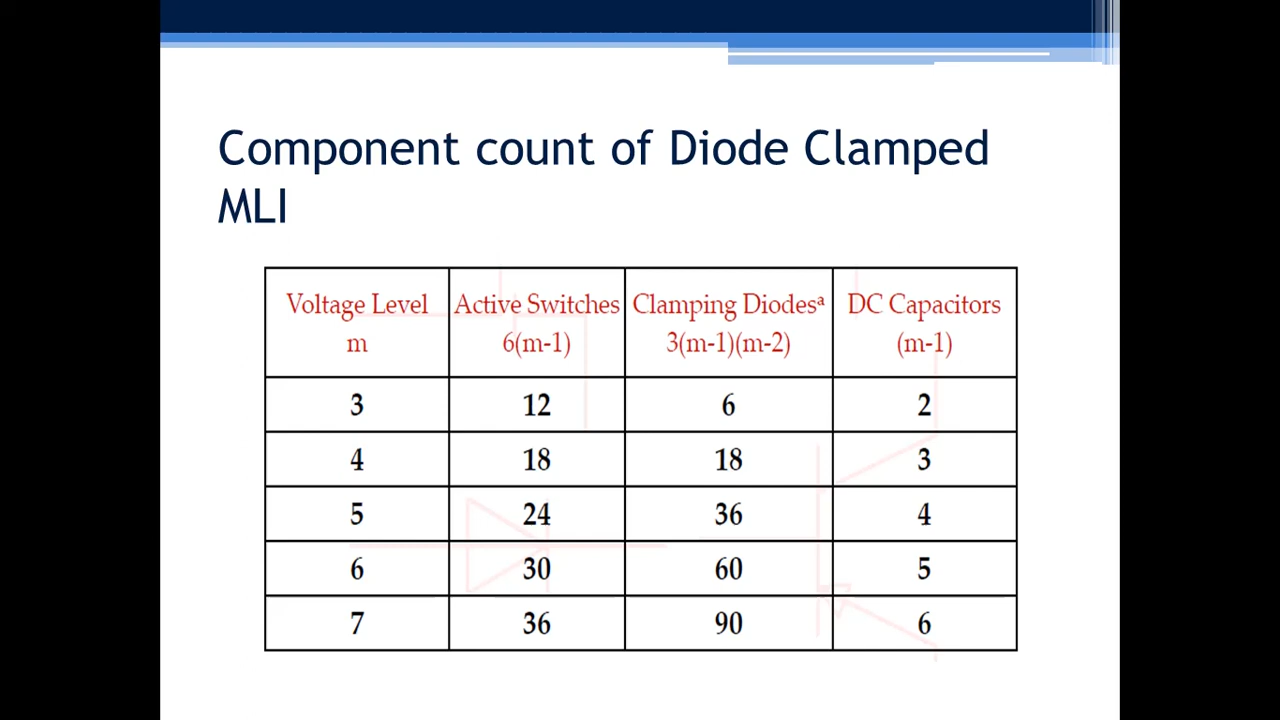 Component count of Diode Clamped
MLI
Voltage Level Active Switches Clamping Diodesª DC Capacitors
m 6(m-1) 3(m-1)(m-2) (m-1)
3 12 6 2
4 18 18 3
5 24 36 4
6 30 60 5
7 36 90 6